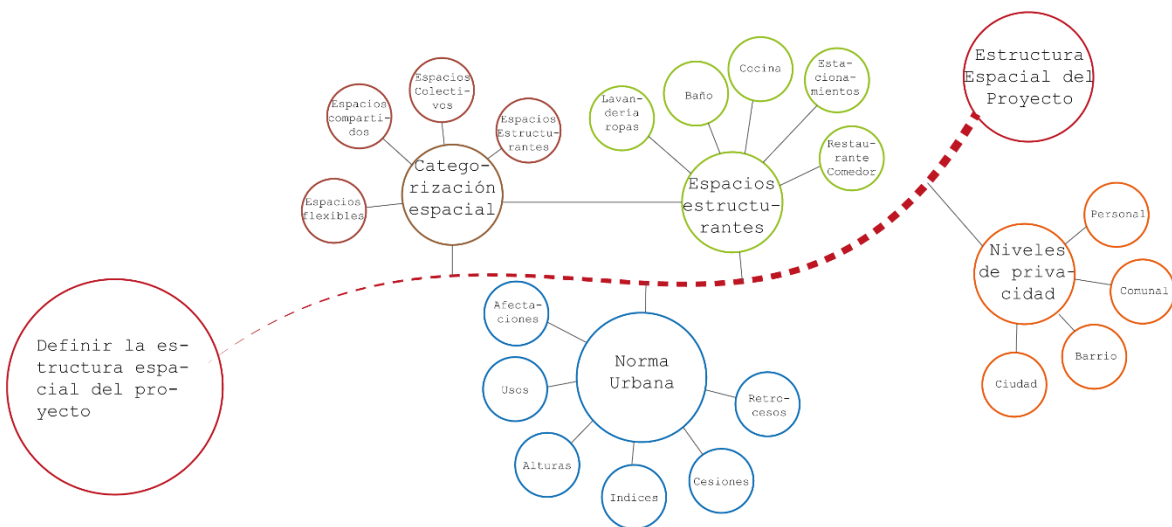 Estructura
Espacial del
Proyecto
Espacios
Colecti-
vos
Espacios
compart-
tidos
Espacios
Estructu-
rantes
Espacios
flexibles
Catego-
rización
espacial
Lavan-
dería
ropas
Baño
Cocina
Esta-
ciona-
mientos
Restau-
rante
Comedor
Espacios
estructu-
rantes
Personal
Comunal
Barrio
Ciudad
Niveles
de priva-
cidad
Definir la es-
tructura espa-
cial del pro-
yecto
Afecta-
ciones
Usos
Alturas
Indices
Cesiones
Retro-
cesos
Norma
Urbana